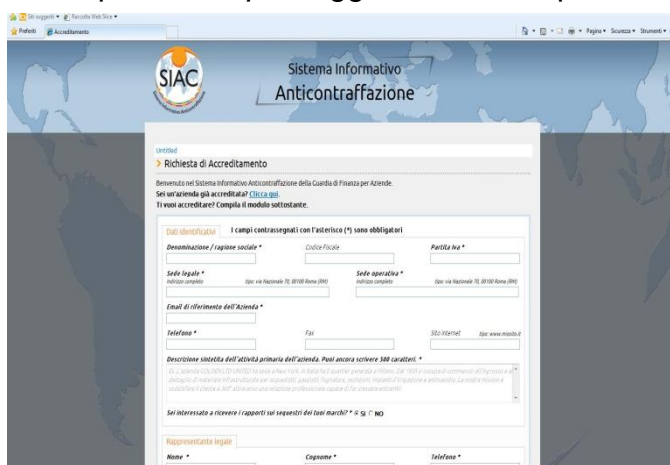 Siti suggeriti ▾ Raccolta Web Slice ▾
Preferiti Accreditamento Pagina ▾ Sicurezza ▾ Strumenti ▾
SIAC
Sistema Informativo Anticontraffazione
Sistema Informativo
Anticontraffazione
Untitled
> Richiesta di Accreditamento
Benvenuto nel Sistema Informativo Anticontraffazione della Guardia di Finanza per Aziende.
Sei un'azienda già accreditata? Clicca qui.
Ti vuoi accreditare? Compila il modulo sottostante.
Dati identificativi I campi contrassegnati con l'asterisco (*) sono obbligatori
Denominazione / ragione sociale * Codice Fiscale Partita Iva *
Sede legale * Sede operativa *
Indirizzo completo tipo: via Nazionale 70, 00100 Roma (RM) Indirizzo completo tipo: via Nazionale 70, 00100 Roma (RM)
Email di riferimento dell'Azienda *
Telefono * Fax Sito internet tipo: www.miosito.it
Descrizione sintetita dell'attività primaria dell'azienda. Puoi ancora scrivere 300 caratteri. *
Sei interessato a ricevere i rapporti sui sequestri dei tuoi marchi? * SI NO
Rappresentante legale
Nome * Cognome * Telefono *